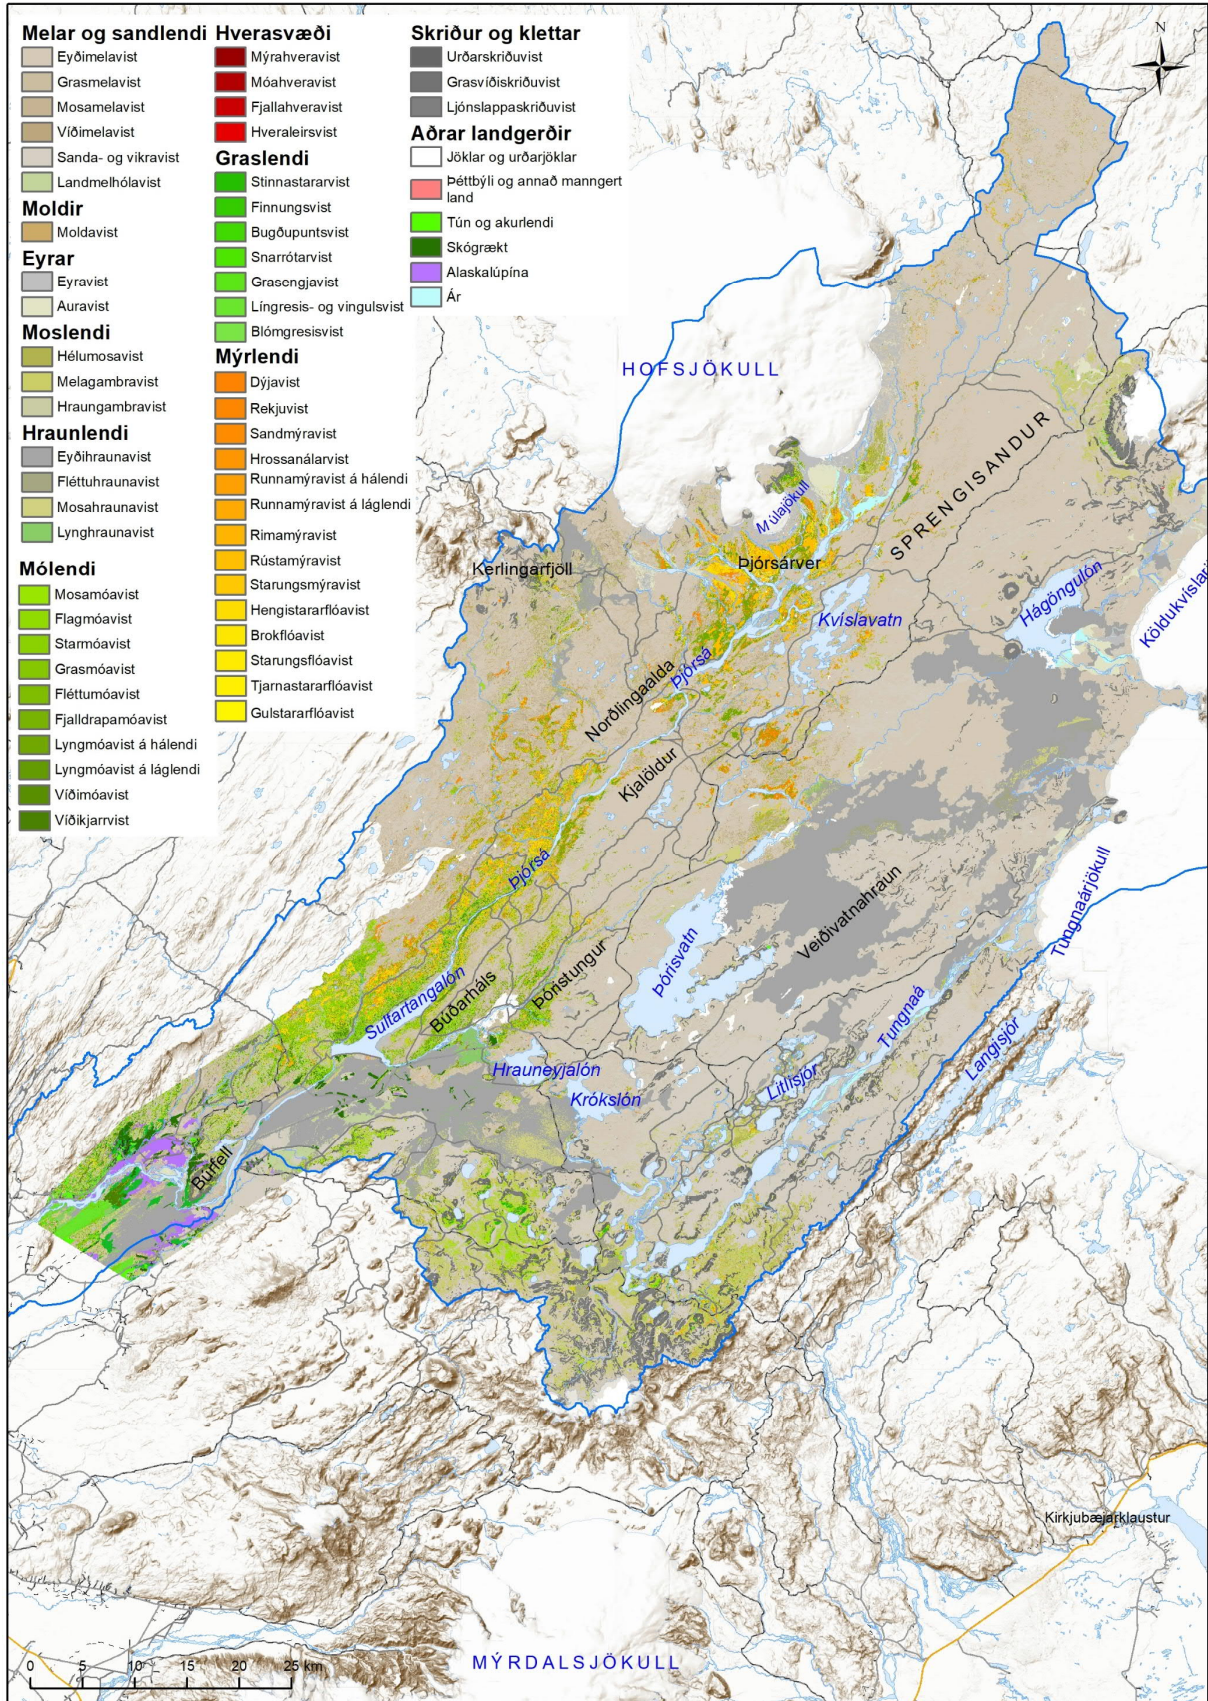 Melar og sandlendi
Eyðimelavist
Grasmelavist
Mosamelavist
Víðimelavist
Sanda- og vikravist
Landmelhólavist
Moldir
Moldavist
Eyrar
Eyravist
Auravist
Moslendi
Hélumosavist
Melagambravist
Hraungambravist
Hraunlendi
Eyðihraunavist
Fléttuhraunavist
Mosahraunavist
Lynghraunavist
Mólendi
Mosamóavist
Flagmóavist
Starmóavist
Grasmóavist
Fléttumóavist
Fjalldrapamóavist
Lyngmóavist á hálendi
Lyngmóavist á láglendi
Víðimóavist
Víðikjarrvist
Hverasvæði
Mýrahveravist
Móahveravist
Fjallahveravist
Hveraleirsvist
Graslendi
Stinnastararvist
Finnungsvist
Bugðupuntsvist
Snarrótarvist
Grasengjavist
Língresis- og vingulsvist
Blómgresisvist
Mýrlendi
Dýjavist
Rekjuvist
Sandmýravist
Hrossanálarvist
Runnamýravist á hálendi
Runnamýravist á láglendi
Rimamýravist
Rústamýravist
Starungsmýravist
Hengistararflóavist
Brokflóavist
Starungsflóavist
Tjarnastararflóavist
Gulstararflóavist
Skriður og klettar
Urðarskriðuvist
Grasvíðiskriðuvist
Ljónslappaskriðuvist
Aðrar landgerðir
Jöklar og urðarjöklar
Þéttbýli og annað manngert
land
Tún og akurlendi
Skógrækt
Alaskalúpína
Ár
N
HOFSJÖKULL
SPRENGISANDUR
Múlajökull
Kerlingarfjöll
Þjórsárver
Kvíslavatn
Hágöngulón
Norðlingaalda
Þjórsá
Kjalöldur
Þjórsá
Veiðivatnahraun
Tungnaárjökull
Þórisvatn
Sultartangalón
Búðarháls
Þóristungur
Tungnaá
Langisjór
Hrauneyjalón
Krókslón
Litlisjór
Búrfell
Kirkjubæjarklaustur
MÝRDALSJÖKULL
0 5 10 15 20 25 km